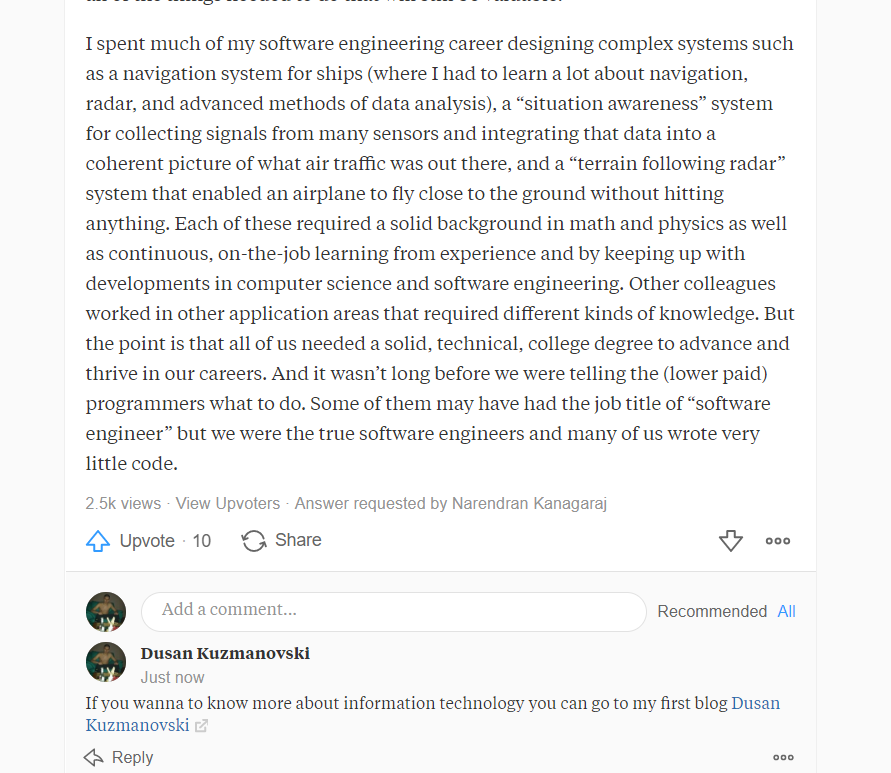 I spent much of my software engineering career designing complex systems such
as a navigation system for ships (where I had to learn a lot about navigation,
radar, and advanced methods of data analysis), a “situation awareness” system
for collecting signals from many sensors and integrating that data into a
coherent picture of what air traffic was out there, and a “terrain following radar”
system that enabled an airplane to fly close to the ground without hitting
anything. Each of these required a solid background in math and physics as well
as continuous, on-the-job learning from experience and by keeping up with
developments in computer science and software engineering. Other colleagues
worked in other application areas that required different kinds of knowledge. But
the point is that all of us needed a solid, technical, college degree to advance and
thrive in our careers. And it wasn’t long before we were telling the (lower paid)
programmers what to do. Some of them may have had the job title of “software
engineer” but we were the true software engineers and many of us wrote very
little code.
2.5k views · View Upvoters · Answer requested by Narendran Kanagaraj
Upvote · 10 Share
Add a comment...
Recommended All
Dusan Kuzmanovski
Just now
If you wanna to know more about information technology you can go to my first blog Dusan
Kuzmanovski
Reply